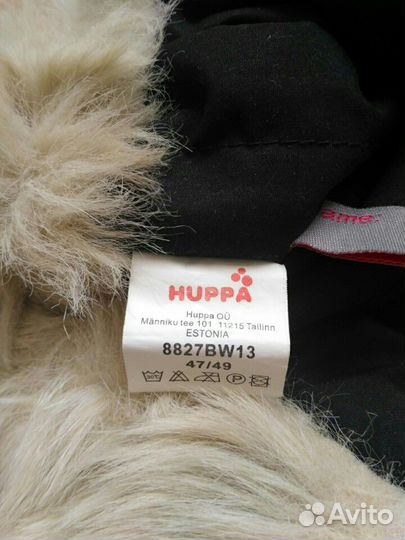 ame:
HUPPA
Huppa OÜ
Männiku tee 101 11215 Tallinn
ESTONIA
8827BW13
47/49
Avito